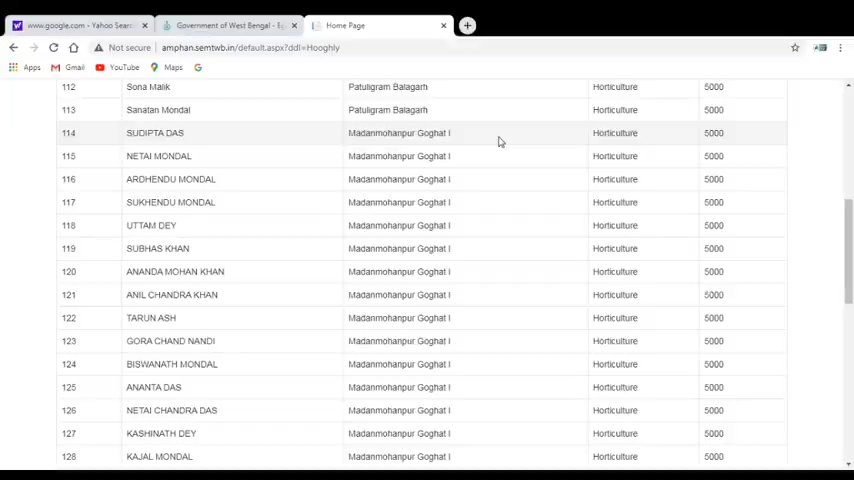 www.google.com - Yahoo Sear
Government of West Bengal - Eg
Home Page
Not secure amphan.semtwb.in/default.aspx?ddl=Hooghly
Apps Gmail YouTube Maps
112 Sona Malik Patuligram Balagarh Horticulture 5000
113 Sanatan Mondal Patuligram Balagarh Horticulture 5000
114 SUDIPTA DAS Madanmohanpur Goghat I Horticulture 5000
115 NETAI MONDAL Madanmohanpur Goghat I Horticulture 5000
116 ARDHENDU MONDAL Madanmohanpur Goghat I Horticulture 5000
117 SUKHENDU MONDAL Madanmohanpur Goghat I Horticulture 5000
118 UTTAM DEY Madanmohanpur Goghat I Horticulture 5000
119 SUBHAS KHAN Madanmohanpur Goghat I Horticulture 5000
120 ANANDA MOHAN KHAN Madanmohanpur Goghat I Horticulture 5000
121 ANIL CHANDRA KHAN Madanmohanpur Goghat I Horticulture 5000
122 TARUN ASH Madanmohanpur Goghat I Horticulture 5000
123 GORA CHAND NANDI Madanmohanpur Goghat I Horticulture 5000
124 BISWANATH MONDAL Madanmohanpur Goghat I Horticulture 5000
125 ANANTA DAS Madanmohanpur Goghat I Horticulture 5000
126 NETAI CHANDRA DAS Madanmohanpur Goghat I Horticulture 5000
127 KASHINATH DEY Madanmohanpur Goghat I Horticulture 5000
128 KAJAL MONDAL Madanmohanpur Goghat I Horticulture 5000